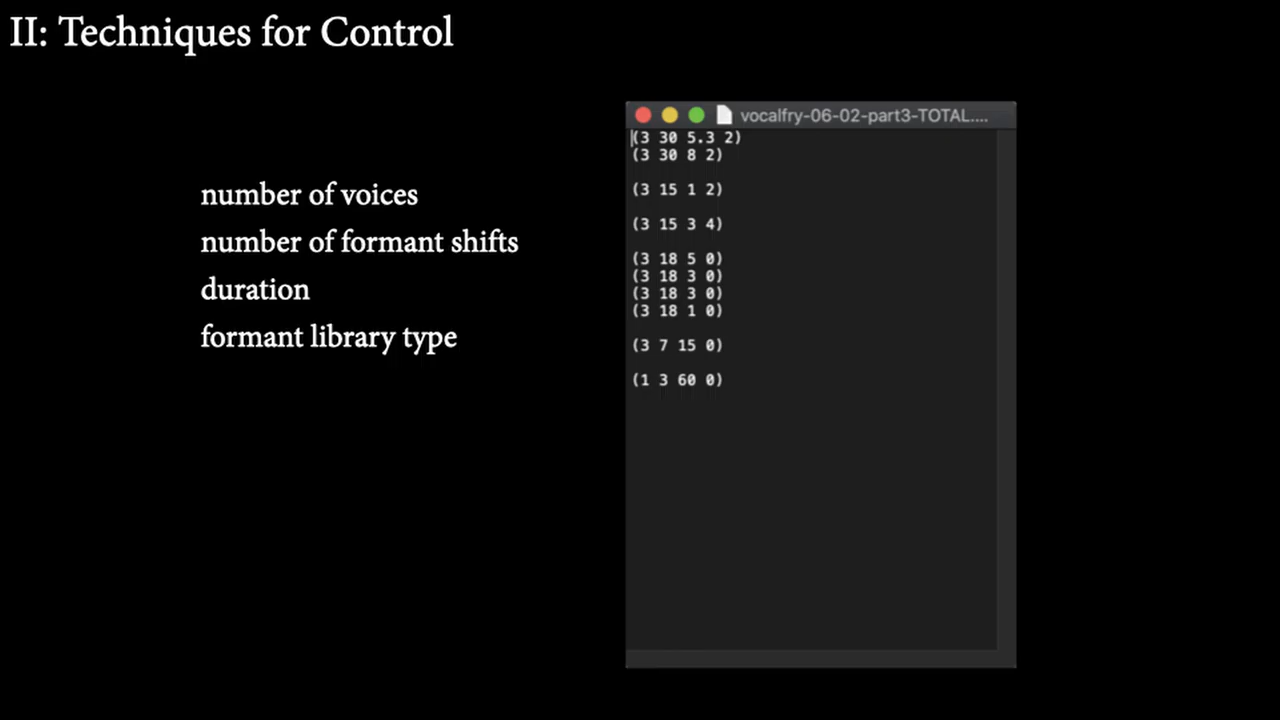 II: Techniques for Control
number of voices
number of formant shifts
duration
formant library type
vocalfry-06-02-part3-TOTAL....
(3 30 5.3 2)
(3 30 8 2)
(3 15 1 2)
(3 15 3 4)
(3 18 5 0)
(3 18 3 0)
(3 18 3 0)
(3 18 1 0)
(3 7 15 0)
(1 3 60 0)